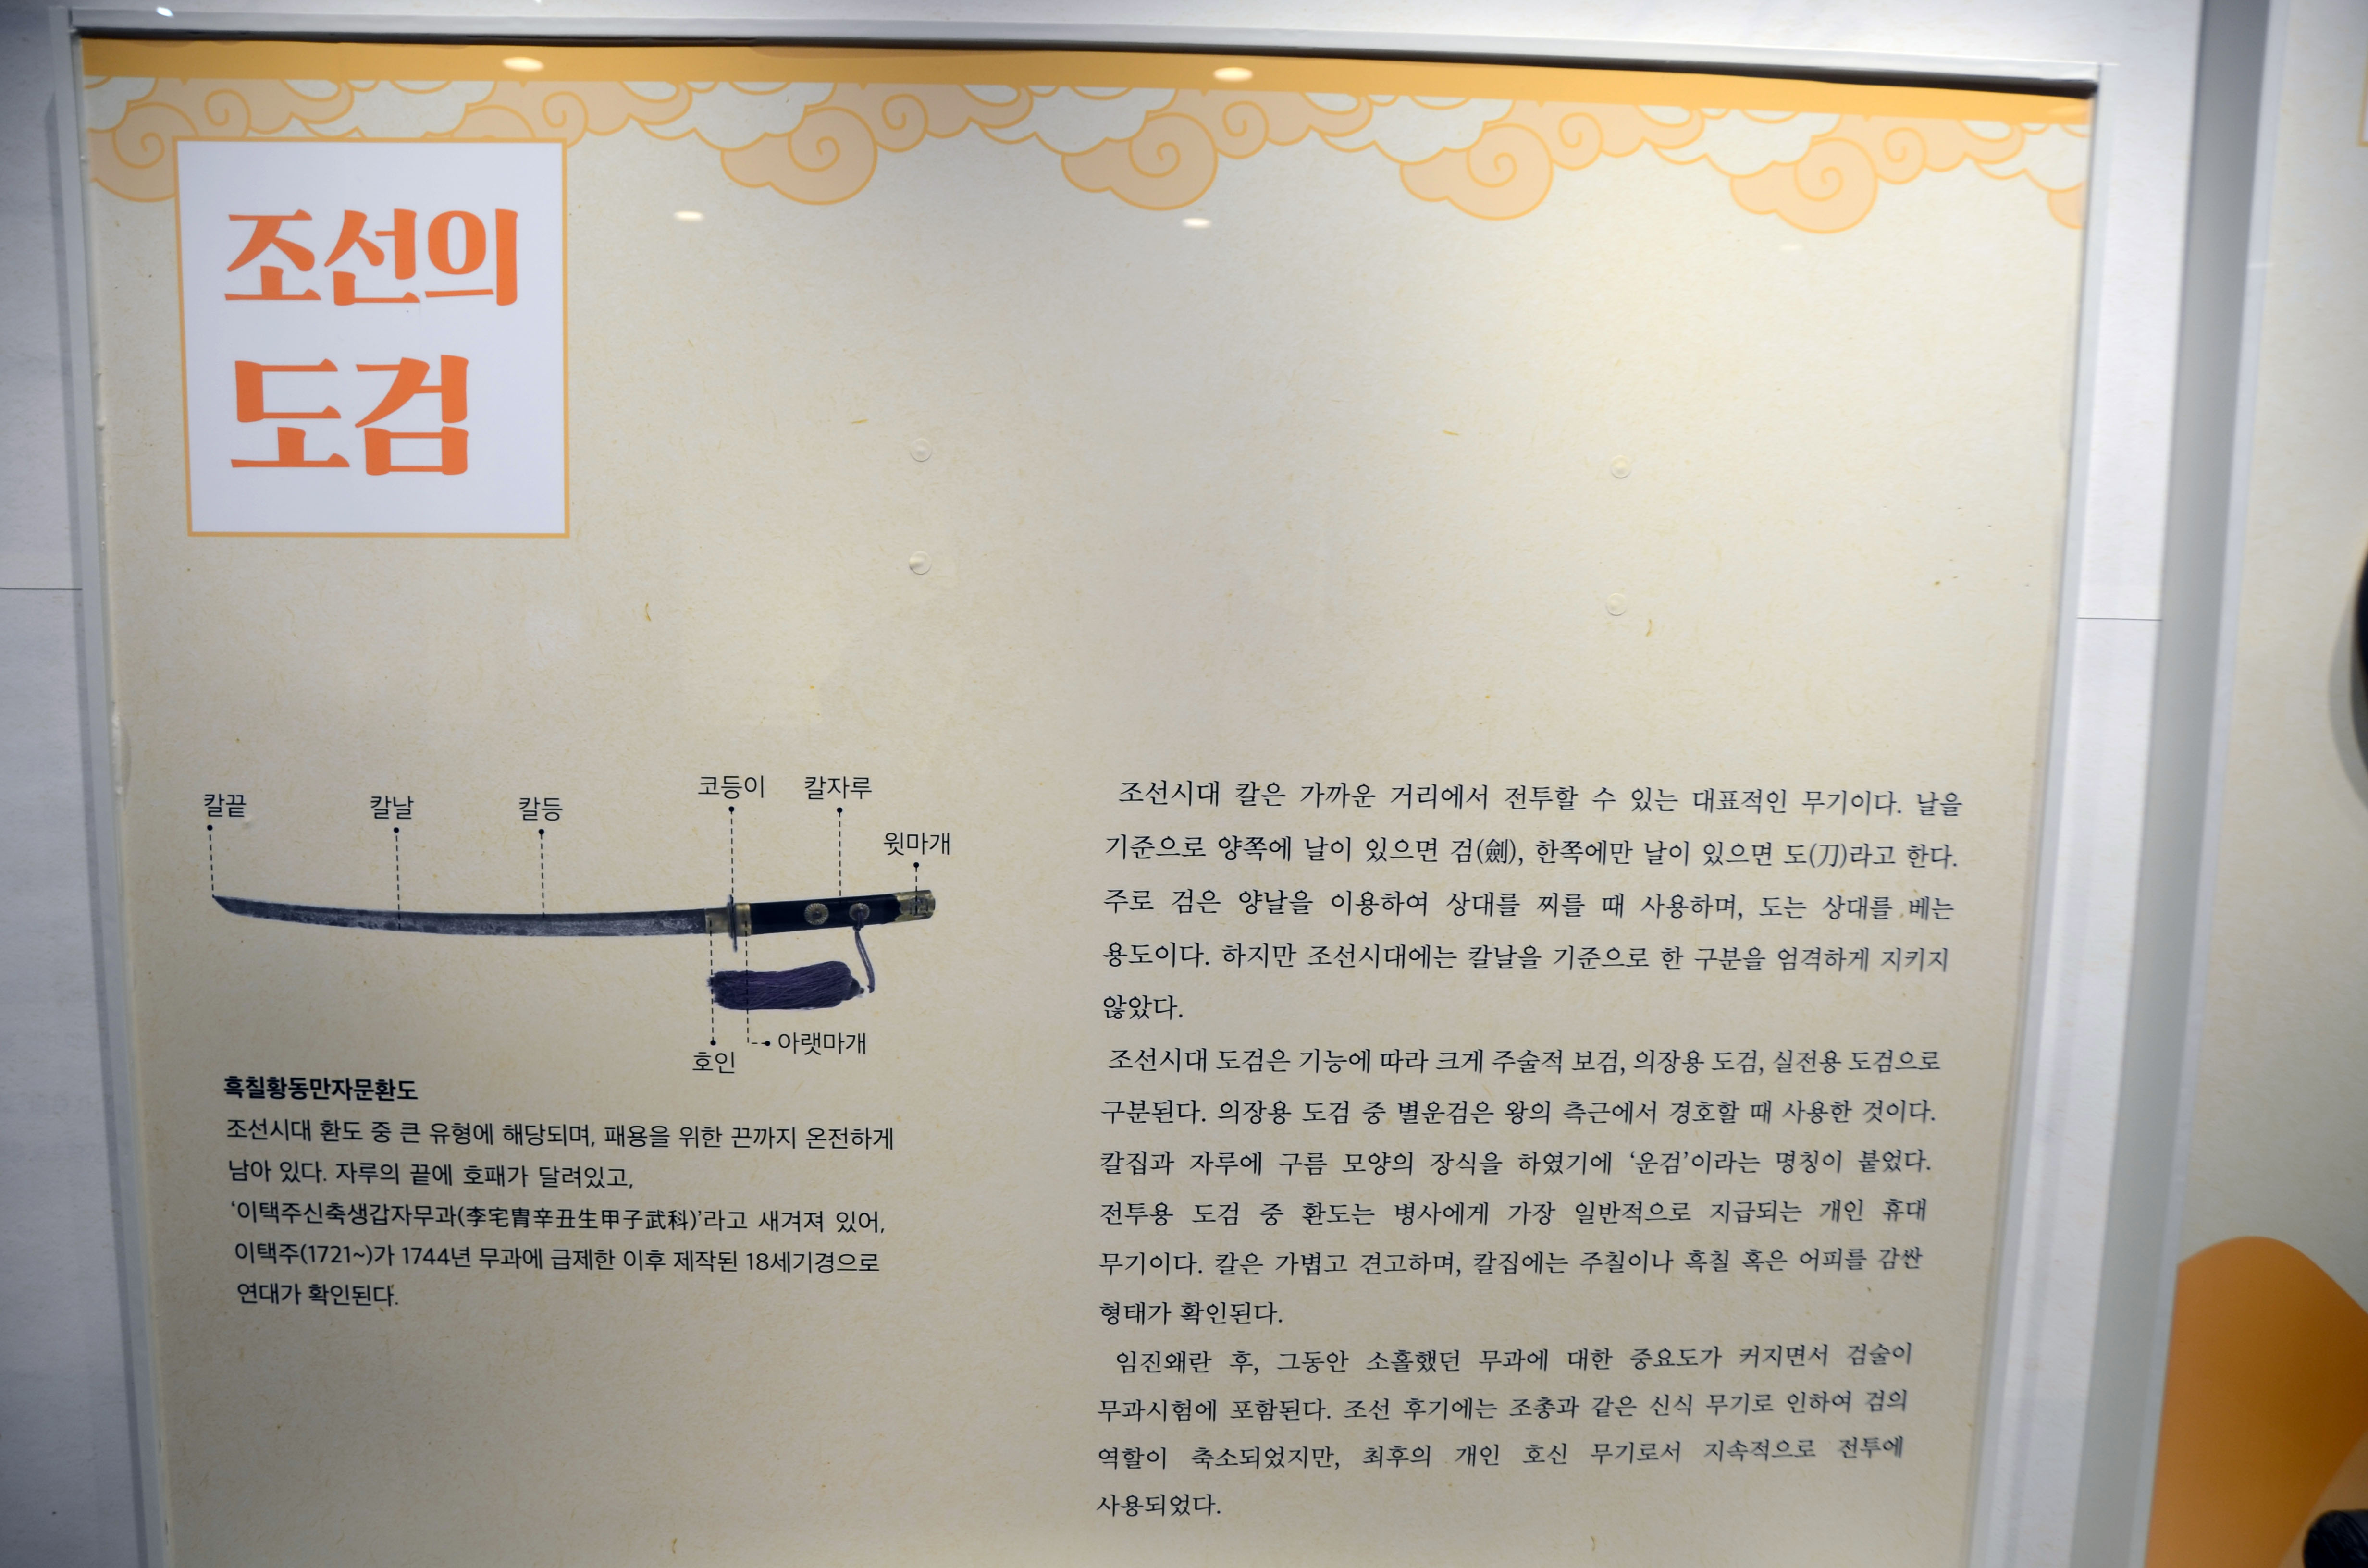 조선의
도검
칼끝
칼날
칼등
코등이
칼자루
윗마개
호인
아랫마개
흑칠황동만자문환도
조선시대 환도 중 큰 유형에 해당되며, 패용을 위한 끈까지 온전하게
남아 있다. 자루의 끝에 호패가 달려있고,
‘이택주신축생갑자무과(李宅胄辛丑生甲子武科)’라고 새겨져 있어,
이택주(1721~)가 1744년 무과에 급제한 이후 제작된 18세기경으로
연대가 확인된다.
조선시대 칼은 가까운 거리에서 전투할 수 있는 대표적인 무기이다. 날을
기준으로 양쪽에 날이 있으면 검(劍), 한쪽에만 날이 있으면 도(刀)라고 한다.
주로 검은 양날을 이용하여 상대를 찌를 때 사용하며, 도는 상대를 베는
용도이다. 하지만 조선시대에는 칼날을 기준으로 한 구분을 엄격하게 지키지
않았다.
조선시대 도검은 기능에 따라 크게 주술적 보검, 의장용 도검, 실전용 도검으로
구분된다. 의장용 도검 중 별운검은 왕의 측근에서 경호할 때 사용한 것이다.
칼집과 자루에 구름 모양의 장식을 하였기에 ‘운검’이라는 명칭이 붙었다.
전투용 도검 중 환도는 병사에게 가장 일반적으로 지급되는 개인 휴대
무기이다. 칼은 가볍고 견고하며, 칼집에는 주칠이나 흑칠 혹은 어피를 감싼
형태가 확인된다.
임진왜란 후, 그동안 소홀했던 무과에 대한 중요도가 커지면서 검술이
무과시험에 포함된다. 조선 후기에는 조총과 같은 신식 무기로 인하여 검의
역할이 축소되었지만, 최후의 개인 호신 무기로서 지속적으로 전투에
사용되었다.